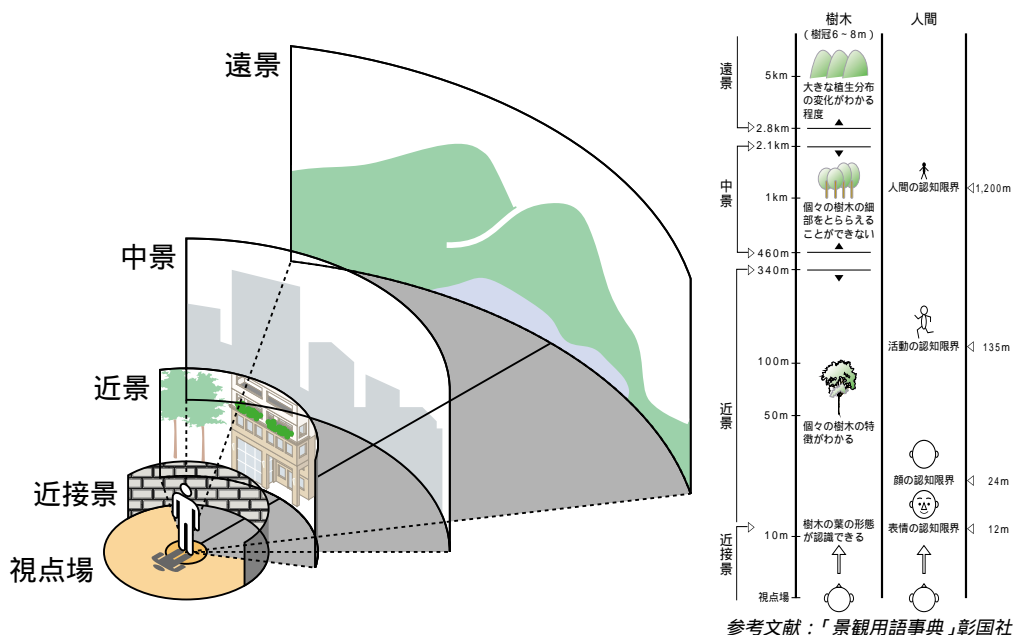 遠景
中景
近景
近接景
視点場
樹木
(樹冠6~8m)
人間
遠景
5km
大きな植生分布
の変化がわかる
程度
2.8km
2.1km
中景
1km
個々の樹木の細
部をとららえる
ことができない
人間の認知限界
1,200m
460m
340m
近景
活動の認知限界
135m
100m
50m
個々の樹木の特
徴がわかる
顔の認知限界
24m
近接景
10m
樹木の葉の形態
が認識できる
表情の認知限界
12m
視点場
参考文献:「景観用語事典」彰国社